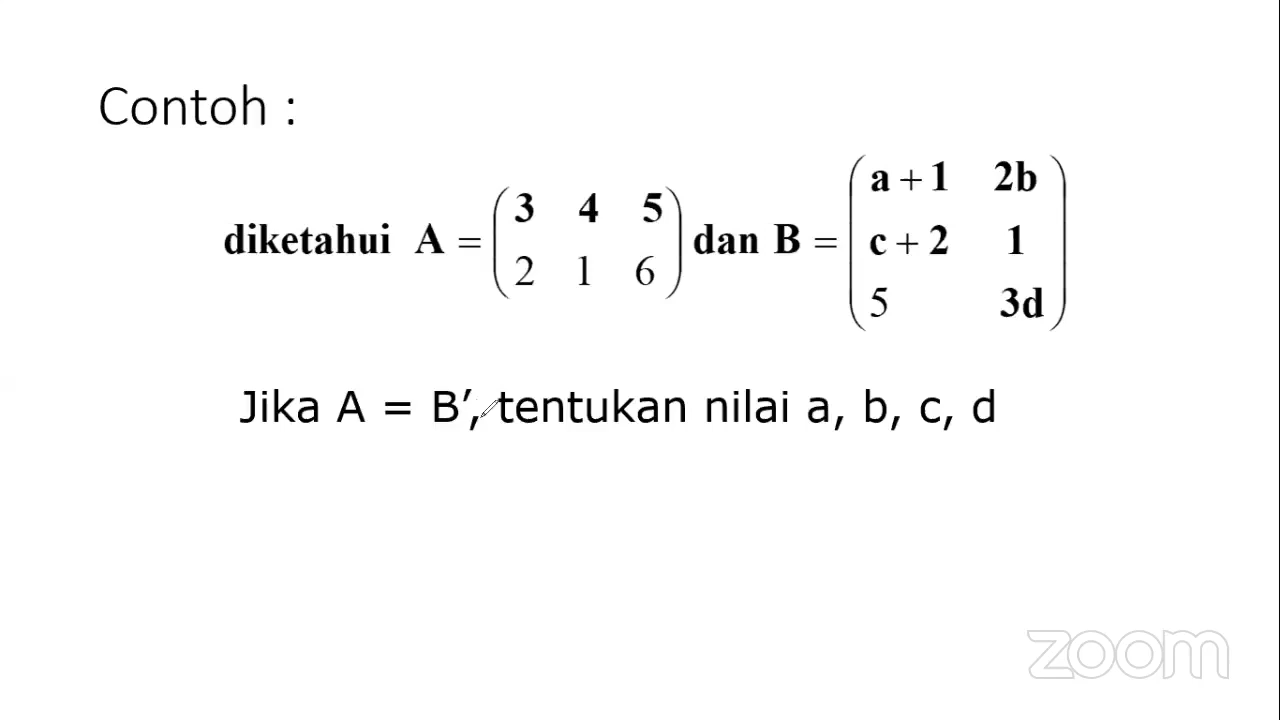 Contoh :
diketahui A = (3 4 5
2 1 6) dan B = (a + 1 2b
c + 2 1
5 3d)
Jika A = B’, tentukan nilai a, b, c, d
zoom